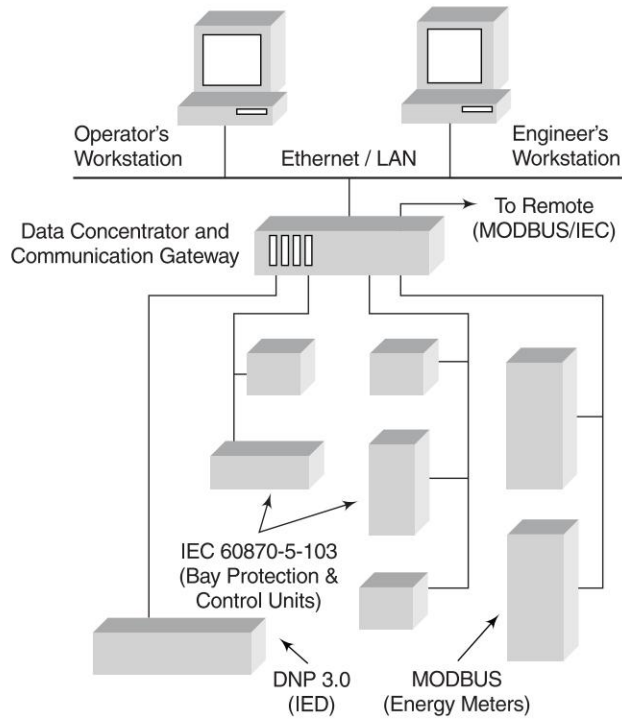 Operator's
Workstation
Ethernet / LAN
Engineer's
Workstation
Data Concentrator and
Communication Gateway
To Remote
(MODBUS/IEC)
IEC 60870-5-103
(Bay Protection &
Control Units)
DNP 3.0
(IED)
MODBUS
(Energy Meters)